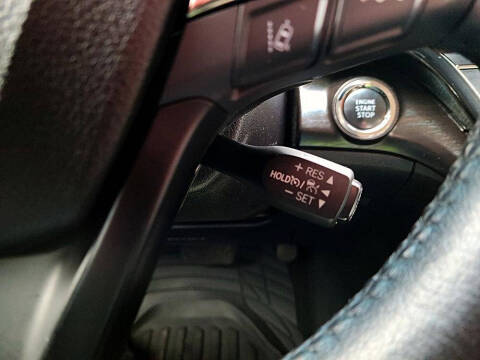 ENGINE
START
STOP
+ RES ▲
HOLD /
− SET ▼